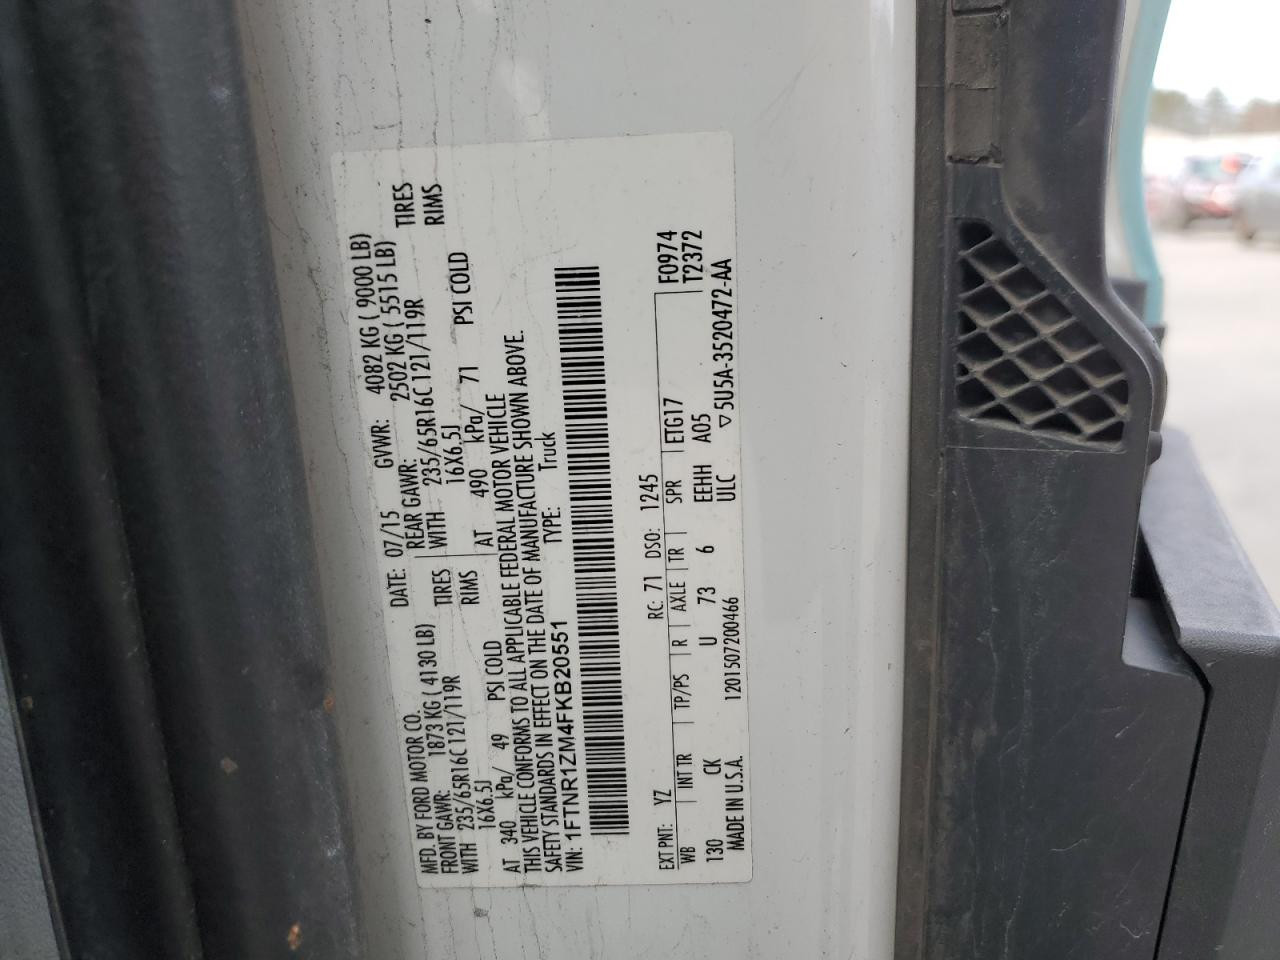 MFD. BY FORD MOTOR CO.
DATE: 07/15 GVWR: 4082 KG ( 9000 LB)
FRONT GAWR: 1873 KG ( 4130 LB) REAR GAWR: 2502 KG ( 5515 LB)
WITH 235/65R16C 121/119R TIRES WITH 235/65R16C 121/119R TIRES
16X6.5J RIMS 16X6.5J RIMS
AT 340 kPa/ 49 PSI COLD AT 490 kPa/ 71 PSI COLD
THIS VEHICLE CONFORMS TO ALL APPLICABLE FEDERAL MOTOR VEHICLE
SAFETY STANDARDS IN EFFECT ON THE DATE OF MANUFACTURE SHOWN ABOVE.
VIN: 1FTNR1ZM4FKB20551 TYPE: Truck
EXT PNT: YZ RC: 71 DSO: 1245 F0974
WB INT TR TP/PS R AXLE TR SPR ETG17 T2372
130 CK U 73 6 EEHH A05
MADE IN U.S.A. 1201507200466 ULC ▽5U5A-3520472-AA